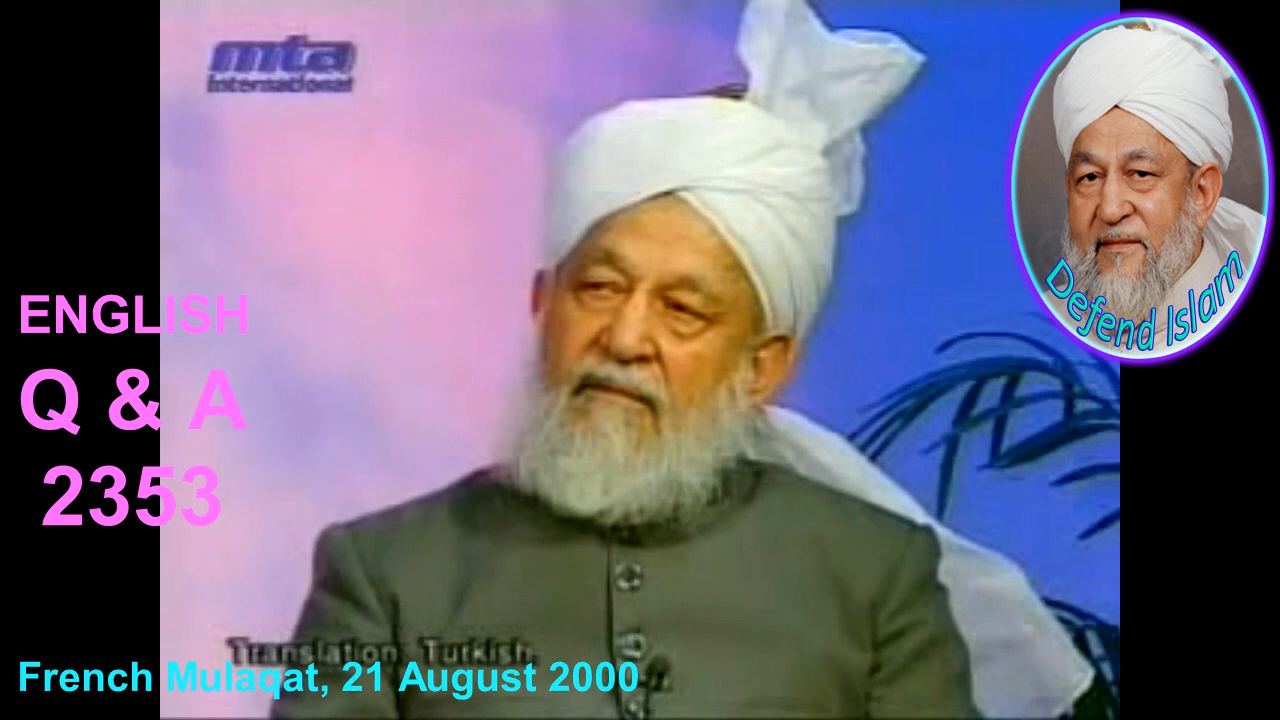 mta
International
Defend Islam
ENGLISH
Q & A
2353
Translation: Turkish
French Mulaqat, 21 August 2000